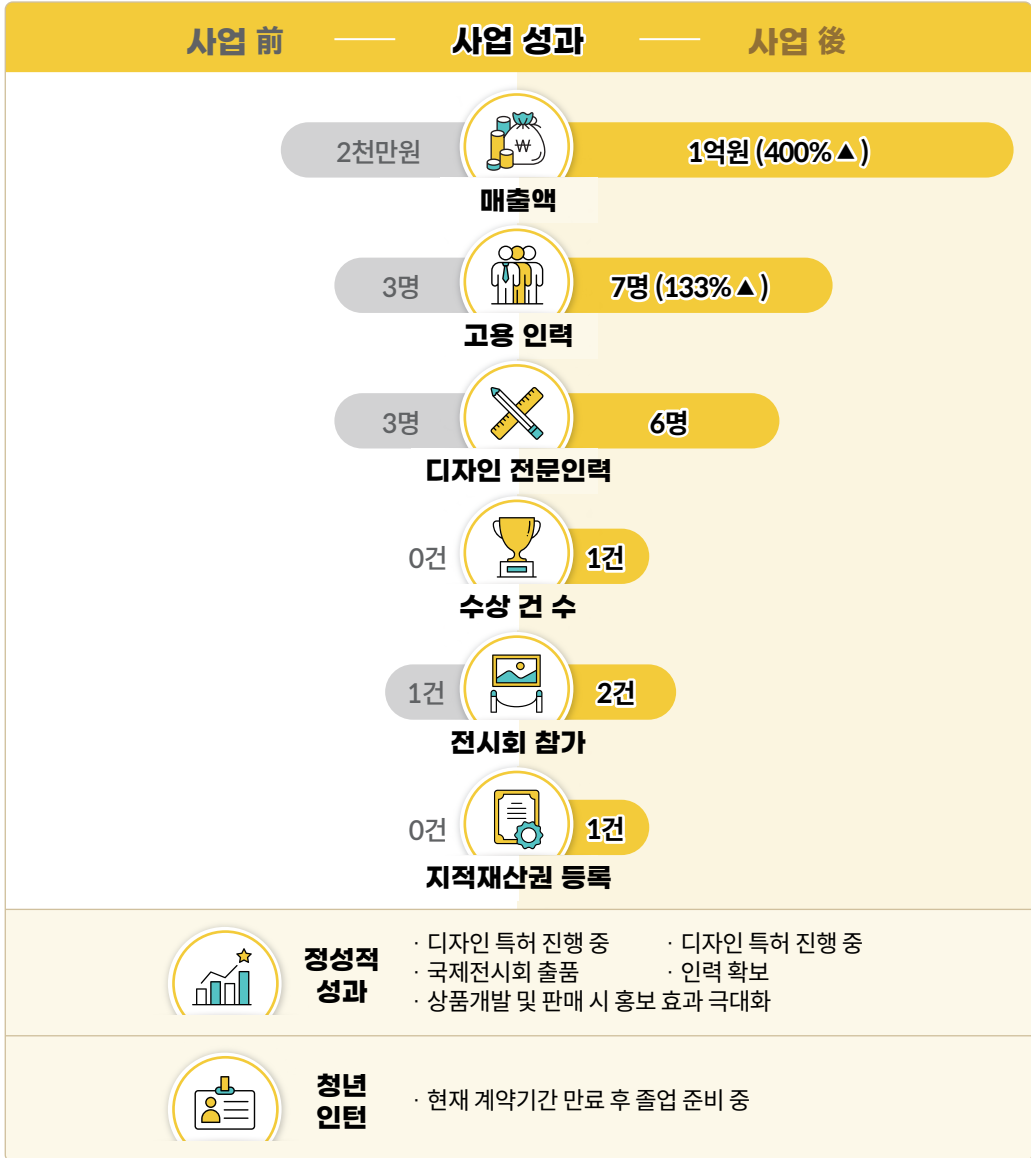 사업 前 사업 성과 사업 後
2천만원 ₩ 1억원 (400%▲)
매출액
3명 7명 (133%▲)
고용 인력
3명 6명
디자인 전문인력
0건 1건
수상 건 수
1건 2건
전시회 참가
0건 1건
지적재산권 등록
정성적
성과
· 디자인 특허 진행 중 · 디자인 특허 진행 중
· 국제전시회 출품 · 인력 확보
· 상품개발 및 판매 시 홍보 효과 극대화
청년
인턴
· 현재 계약기간 만료 후 졸업 준비 중